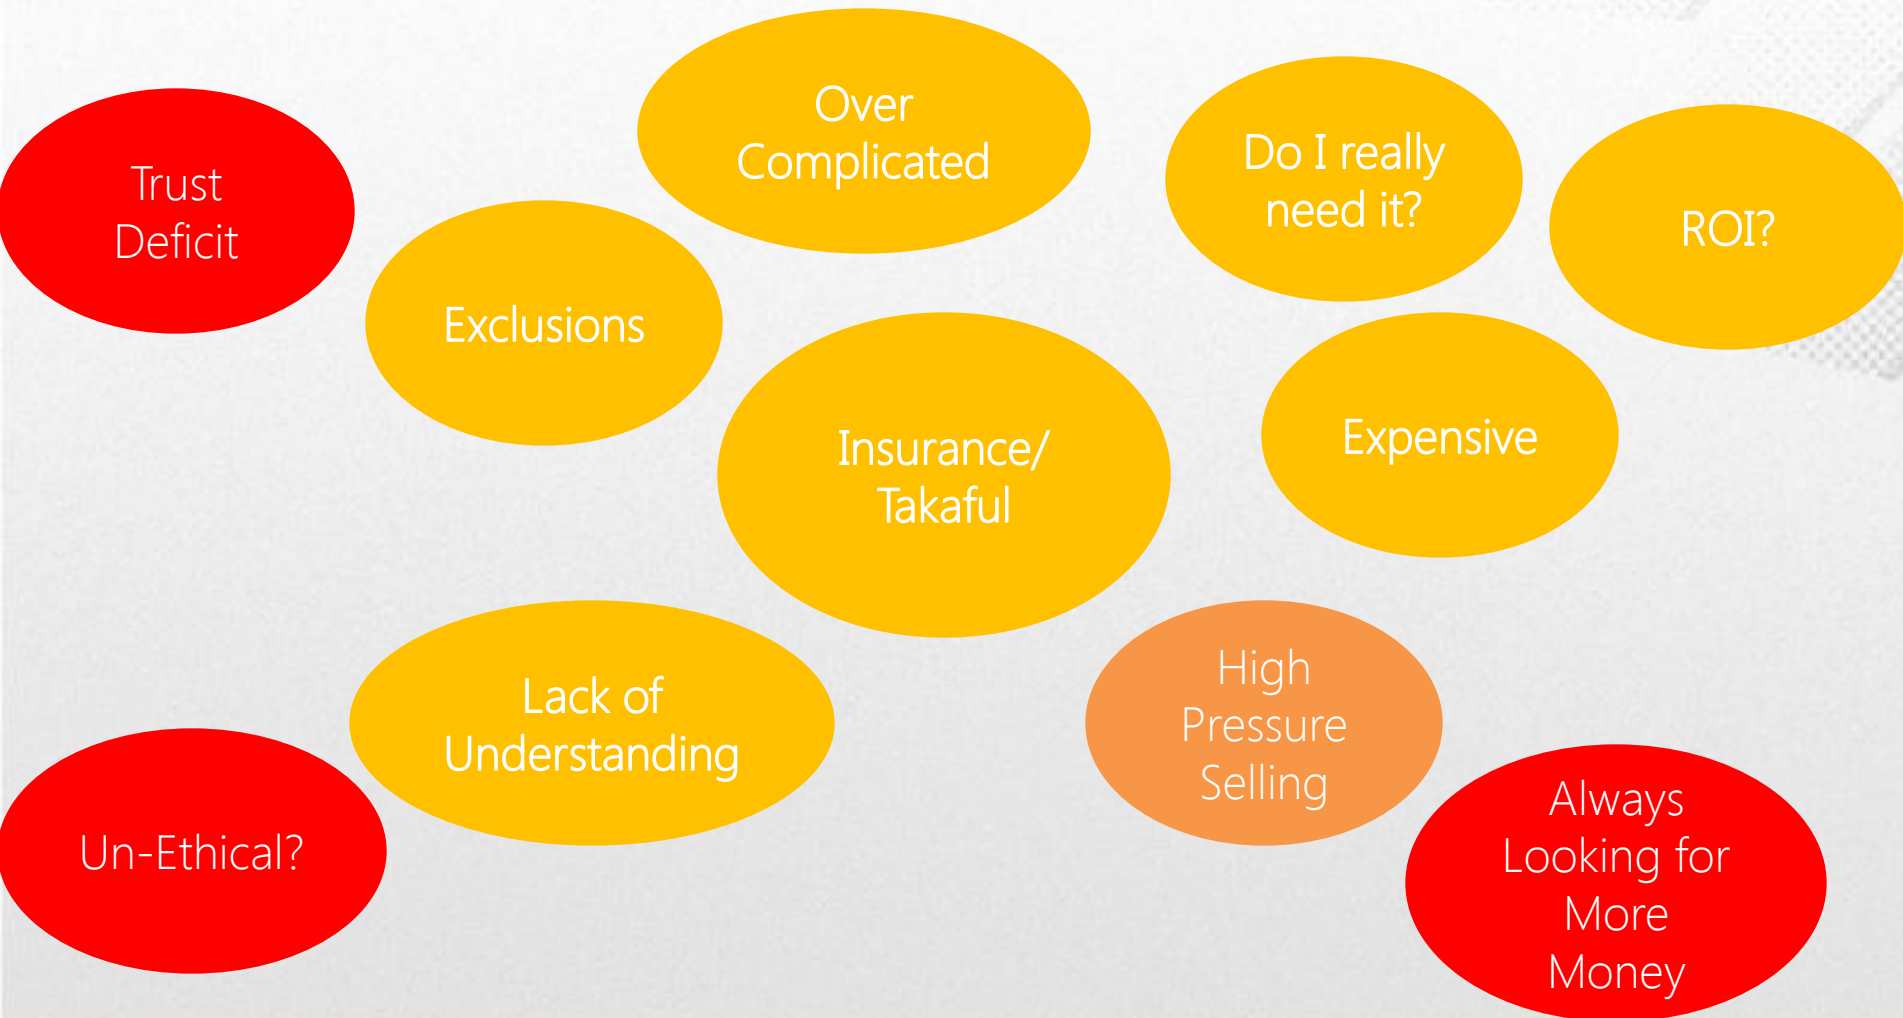 Over
Complicated
Do I really
need it?
ROI?
Trust
Deficit
Exclusions
Insurance/
Takaful
Expensive
Lack of
Understanding
High
Pressure
Selling
Un-Ethical?
Always
Looking for
More
Money